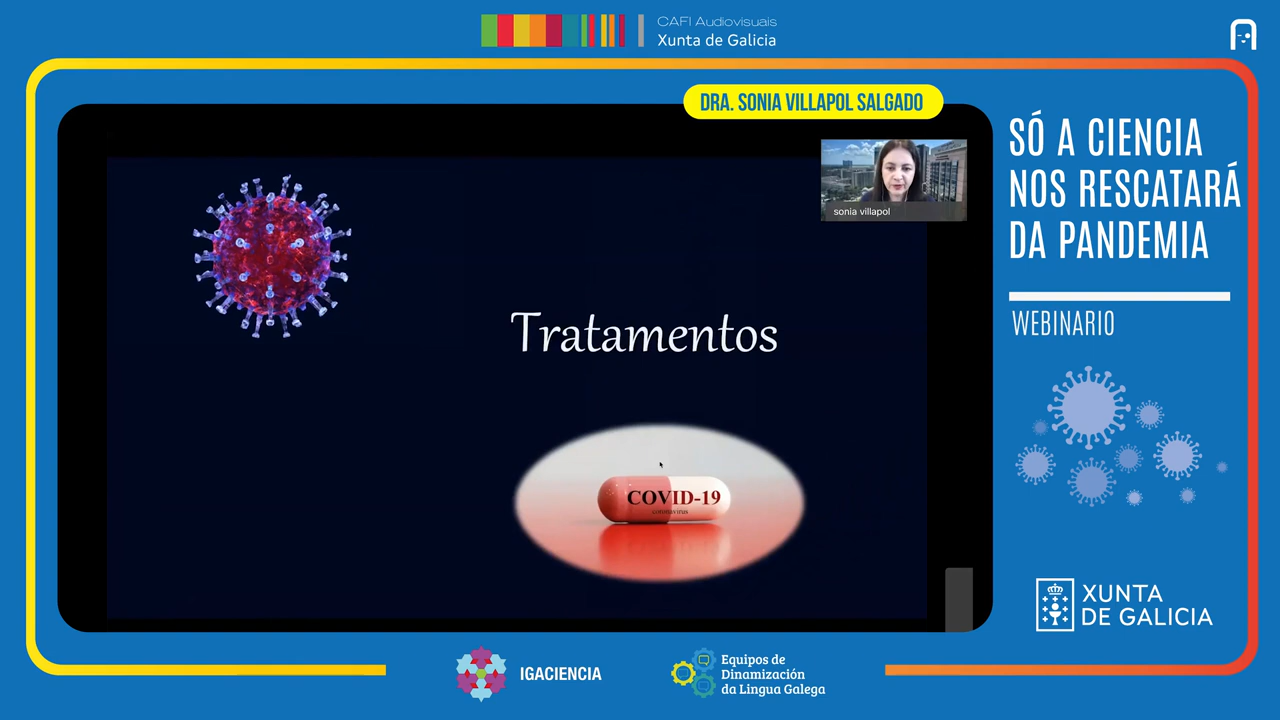 CAFI Audiovisuais
Xunta de Galicia
DRA. SONIA VILLAPOL SALGADO
sonia villapol
Tratamentos
COVID-19
coronavirus
SÓ A CIENCIA
NOS RESCATARÁ
DA PANDEMIA
WEBINARIO
XUNTA
DE GALICIA
IGACIENCIA
Equipos de
Dinamización
da Lingua Galega